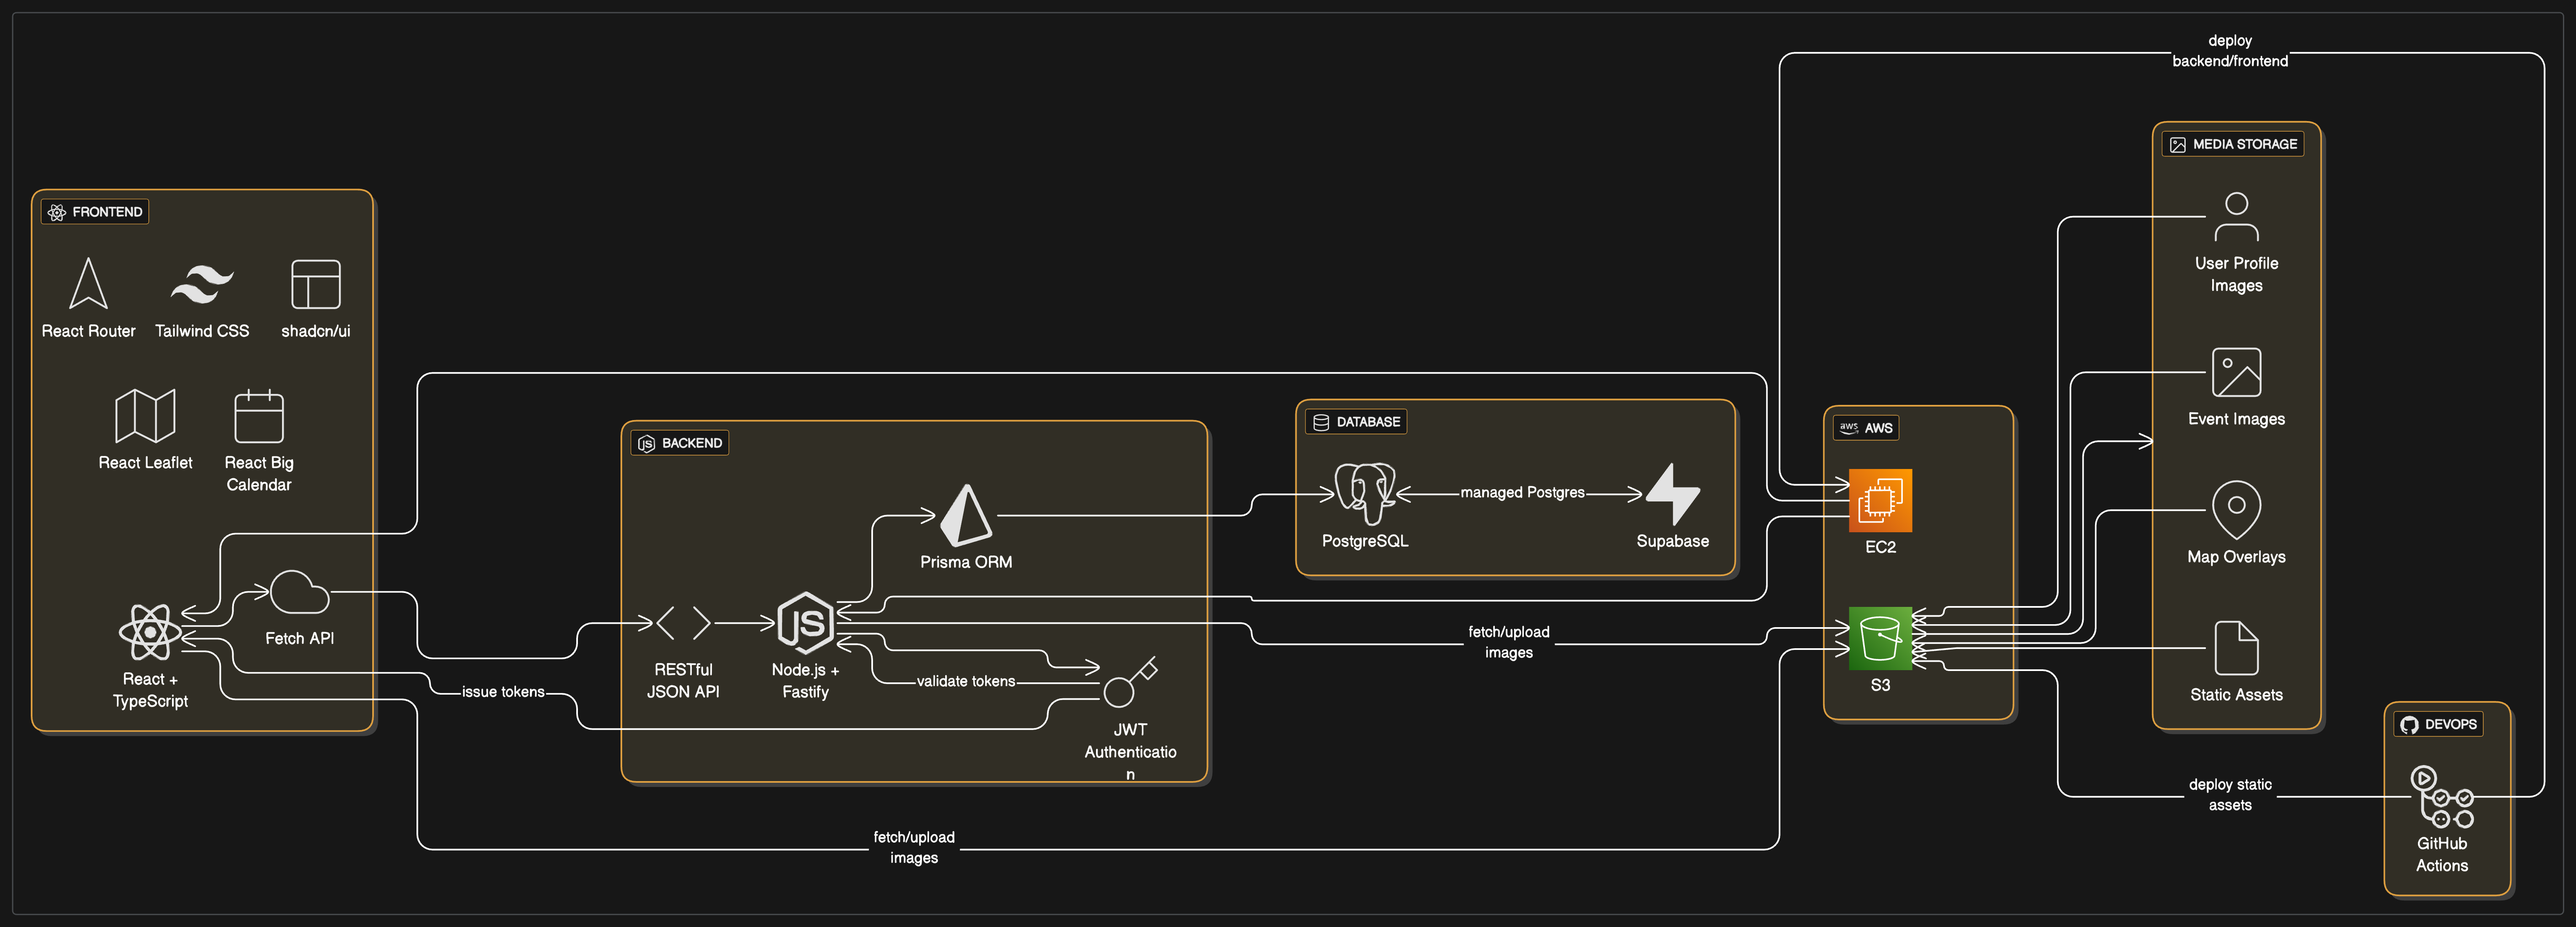 deploy
backend/frontend
MEDIA STORAGE
User Profile
Images
Event Images
Map Overlays
Static Assets
FRONTEND
React Router
Tailwind CSS
shadcn/ui
React Leaflet
React Big
Calendar
Fetch API
React +
TypeScript
issue tokens
BACKEND
Prisma ORM
RESTful
JSON API
JS
Node.js +
Fastify
validate tokens
JWT
Authenticatio
n
DATABASE
PostgreSQL
managed Postgres
Supabase
aws AWS
EC2
S3
fetch/upload
images
fetch/upload
images
DEVOPS
deploy static
assets
GitHub
Actions